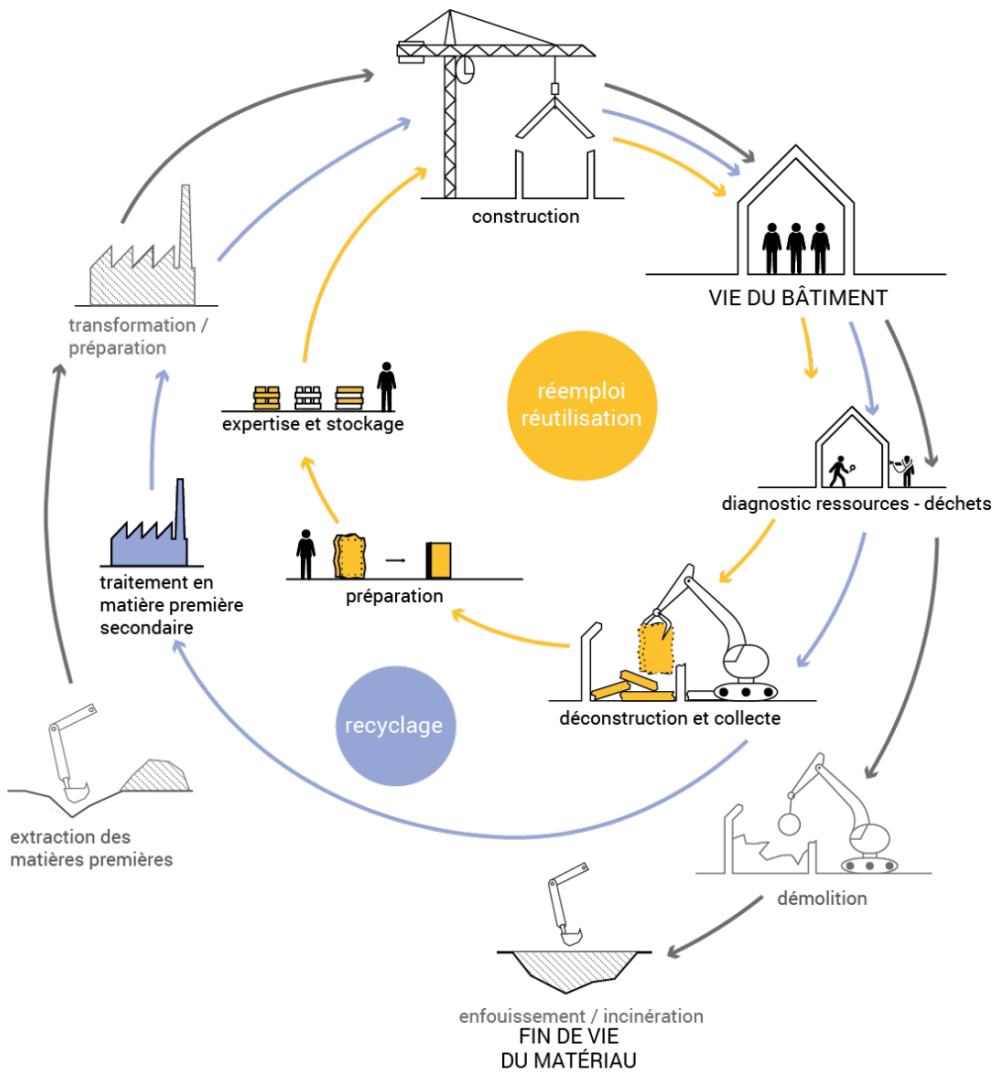 construction
VIE DU BÂTIMENT
transformation /
préparation
réemploi
réutilisation
expertise et stockage
diagnostic ressources - déchets
traitement en
matière première
secondaire
préparation
déconstruction et collecte
recyclage
extraction des
matières premières
démolition
enfouissement / incinération
FIN DE VIE
DU MATÉRIAU